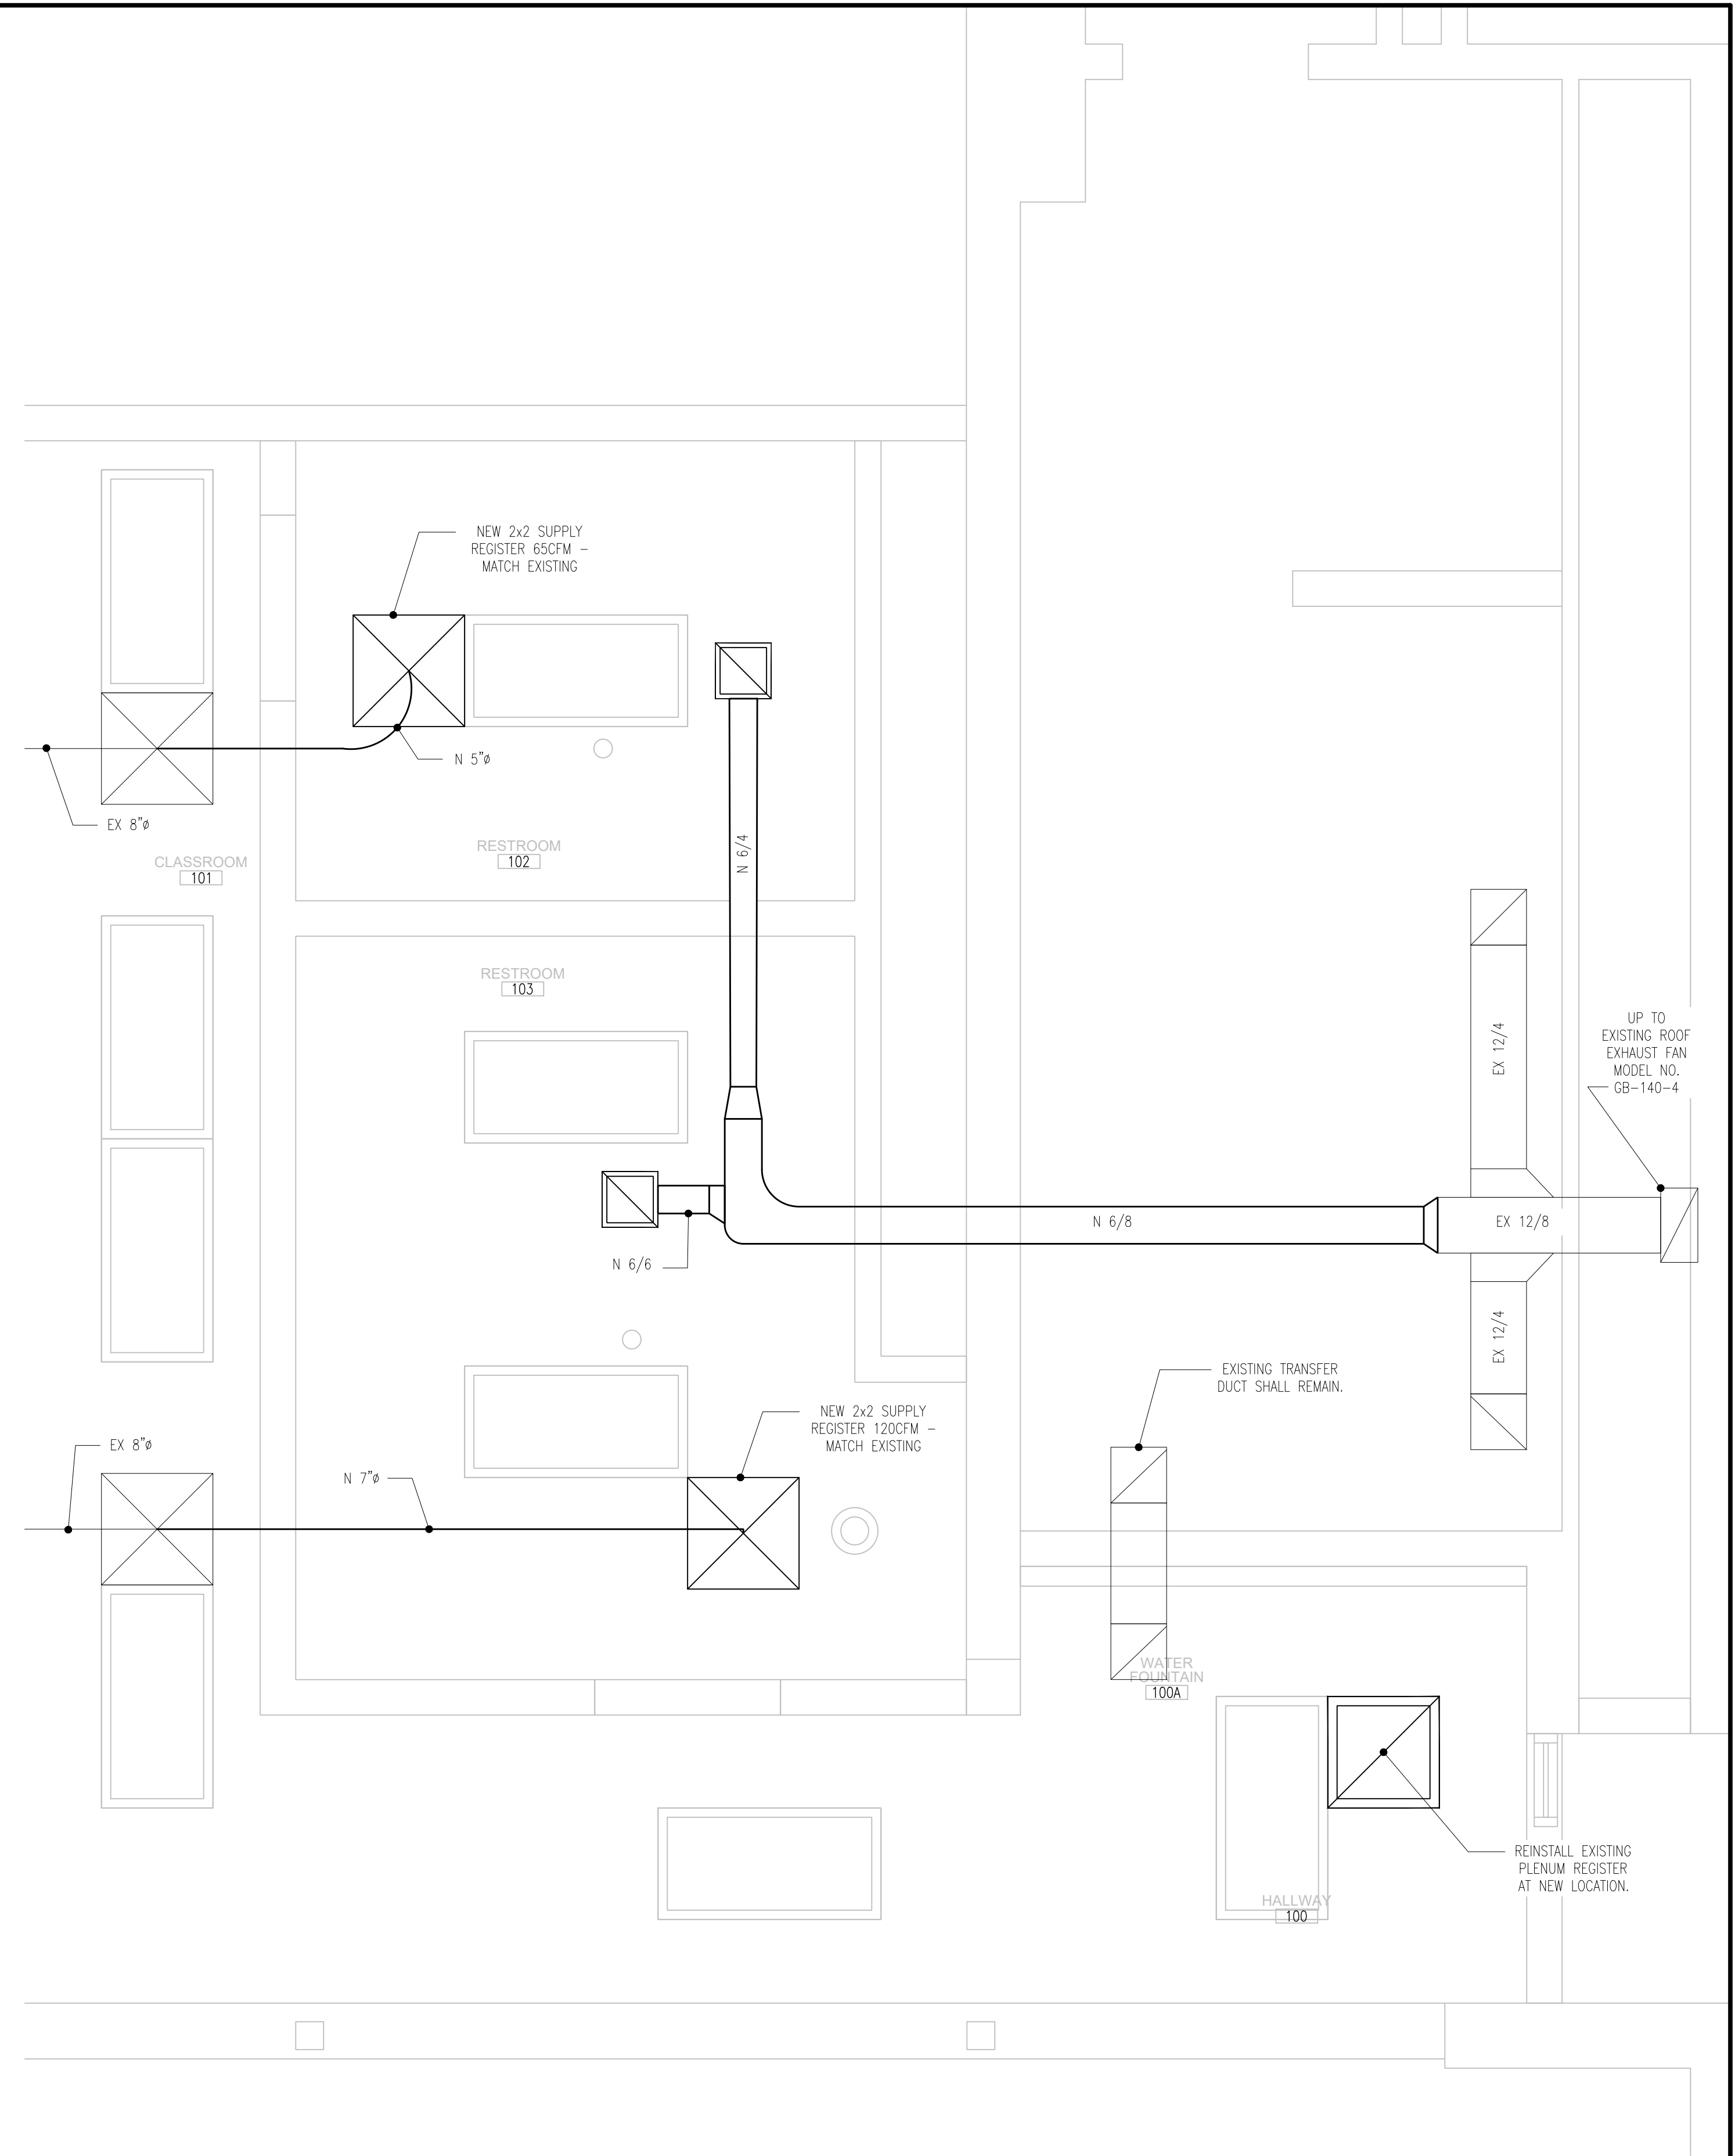 NEW 2x2 SUPPLY
REGISTER 65CFM –
MATCH EXISTING
N 5"ø
EX 8"ø
CLASSROOM
101
RESTROOM
102
N 6/4
RESTROOM
103
EX 12/4
UP TO
EXISTING ROOF
EXHAUST FAN
MODEL NO.
GB–140–4
N 6/8
EX 12/8
N 6/6
EX 12/4
EXISTING TRANSFER
DUCT SHALL REMAIN.
NEW 2x2 SUPPLY
REGISTER 120CFM –
MATCH EXISTING
EX 8"ø
N 7"ø
WATER
FOUNTAIN
100A
REINSTALL EXISTING
PLENUM REGISTER
AT NEW LOCATION.
HALLWAY
100